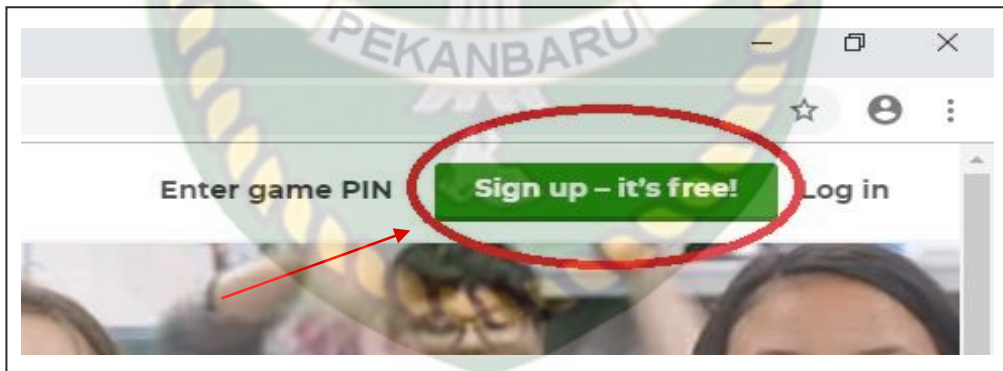 PEKANBARU
Enter game PIN
Sign up – it's free!
Log in